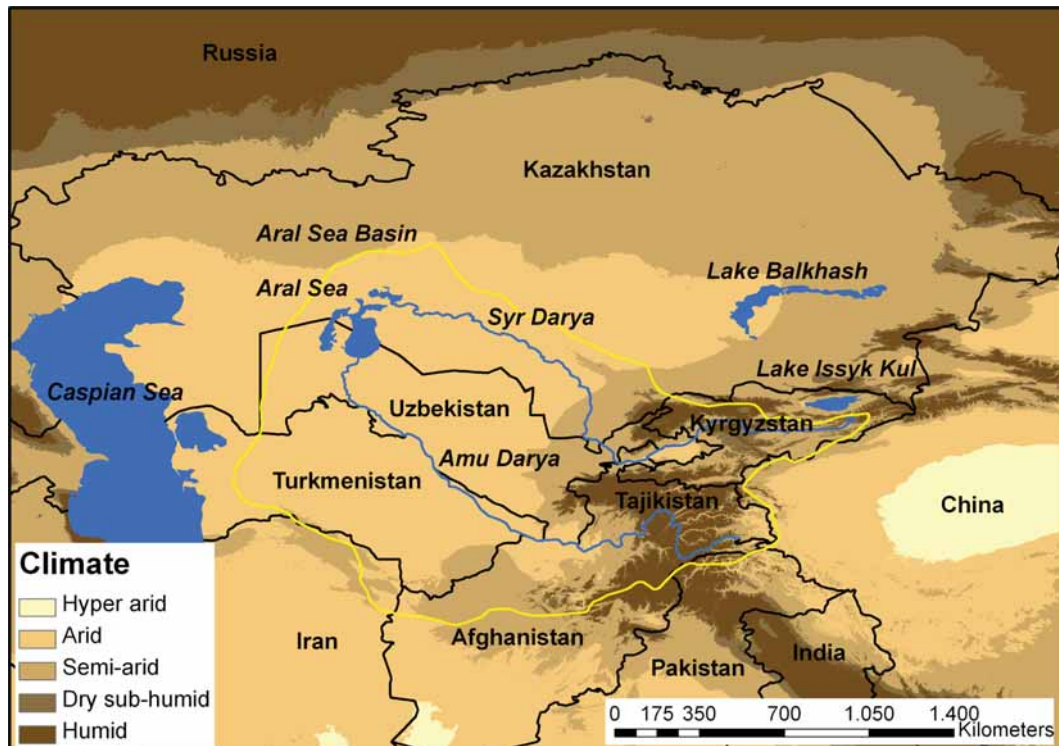 Russia
Kazakhstan
Aral Sea Basin
Lake Balkhash
Aral Sea
Syr Darya
Lake Issyk Kul
Caspian Sea
Uzbekistan
Kyrgyzstan
Amu Darya
Turkmenistan
Tajikistan
China
Climate
Hyper arid
Arid
Semi-arid
Dry sub-humid
Humid
Iran
Afghanistan
Pakistan
India
0 175 350 700 1.050 1.400
Kilometers